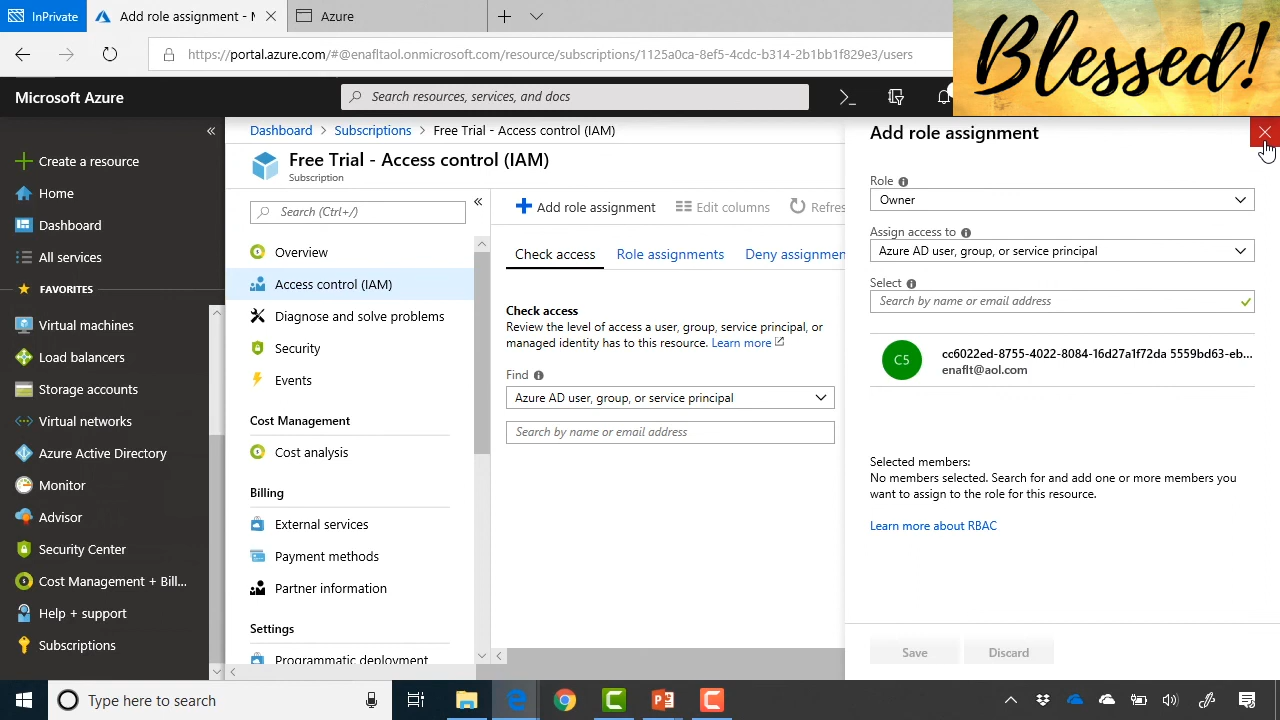 InPrivate
Add role assignment - M
Azure
https://portal.azure.com/#@enafltaol.onmicrosoft.com/resource/subscriptions/1125a0ca-8ef5-4cdc-b314-2b1bb1f829e3/users
Blessed!
Microsoft Azure
Search resources, services, and docs
Create a resource
Home
Dashboard
All services
FAVORITES
Virtual machines
Load balancers
Storage accounts
Virtual networks
Azure Active Directory
Monitor
Advisor
Security Center
Cost Management + Bill...
Help + support
Subscriptions
Dashboard > Subscriptions > Free Trial - Access control (IAM)
Free Trial - Access control (IAM)
Subscription
Search (Ctrl+/)
Overview
Access control (IAM)
Diagnose and solve problems
Security
Events
Cost Management
Cost analysis
Billing
External services
Payment methods
Partner information
Settings
Programmatic deployment
Add role assignment
Edit columns
Refres
Check access
Role assignments
Deny assignmen
Check access
Review the level of access a user, group, service principal, or
managed identity has to this resource. Learn more
Find
Azure AD user, group, or service principal
Search by name or email address
Add role assignment
Role
Owner
Assign access to
Azure AD user, group, or service principal
Select
Search by name or email address
C5
cc6022ed-8755-4022-8084-16d27a1f72da 5559bd63-eb...
enaflt@aol.com
Selected members:
No members selected. Search for and add one or more members you
want to assign to the role for this resource.
Learn more about RBAC
Save
Discard
Type here to search